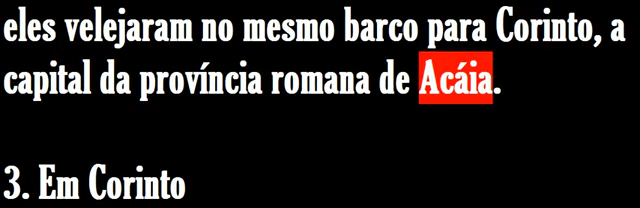 eles velejaram no mesmo barco para Corinto, a
capital da província romana de Acáia.
3. Em Corinto